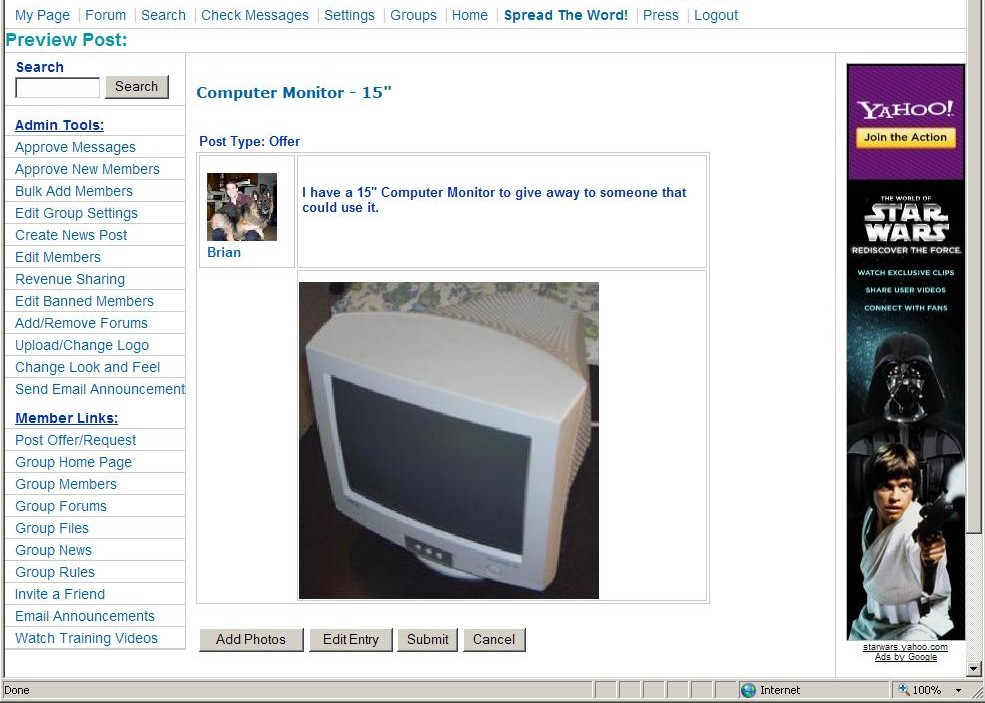 My Page Forum Search Check Messages Settings Groups Home Spread The Word! Press Logout
Preview Post:
Search
Search
Admin Tools:
Approve Messages
Approve New Members
Bulk Add Members
Edit Group Settings
Create News Post
Edit Members
Revenue Sharing
Edit Banned Members
Add/Remove Forums
Upload/Change Logo
Change Look and Feel
Send Email Announcement
Member Links:
Post Offer/Request
Group Home Page
Group Members
Group Forums
Group Files
Group News
Group Rules
Invite a Friend
Email Announcements
Watch Training Videos
Computer Monitor - 15"
Post Type: Offer
Brian
I have a 15" Computer Monitor to give away to someone that
could use it.
Add Photos Edit Entry Submit Cancel
YAHOO!
Join the Action
THE WORLD OF
STAR
WARS
REDISCOVER THE FORCE.
WATCH EXCLUSIVE CLIPS
SHARE USER VIDEOS
CONNECT WITH FANS
starwars.yahoo.com
Ads by Google
Done Internet 100%